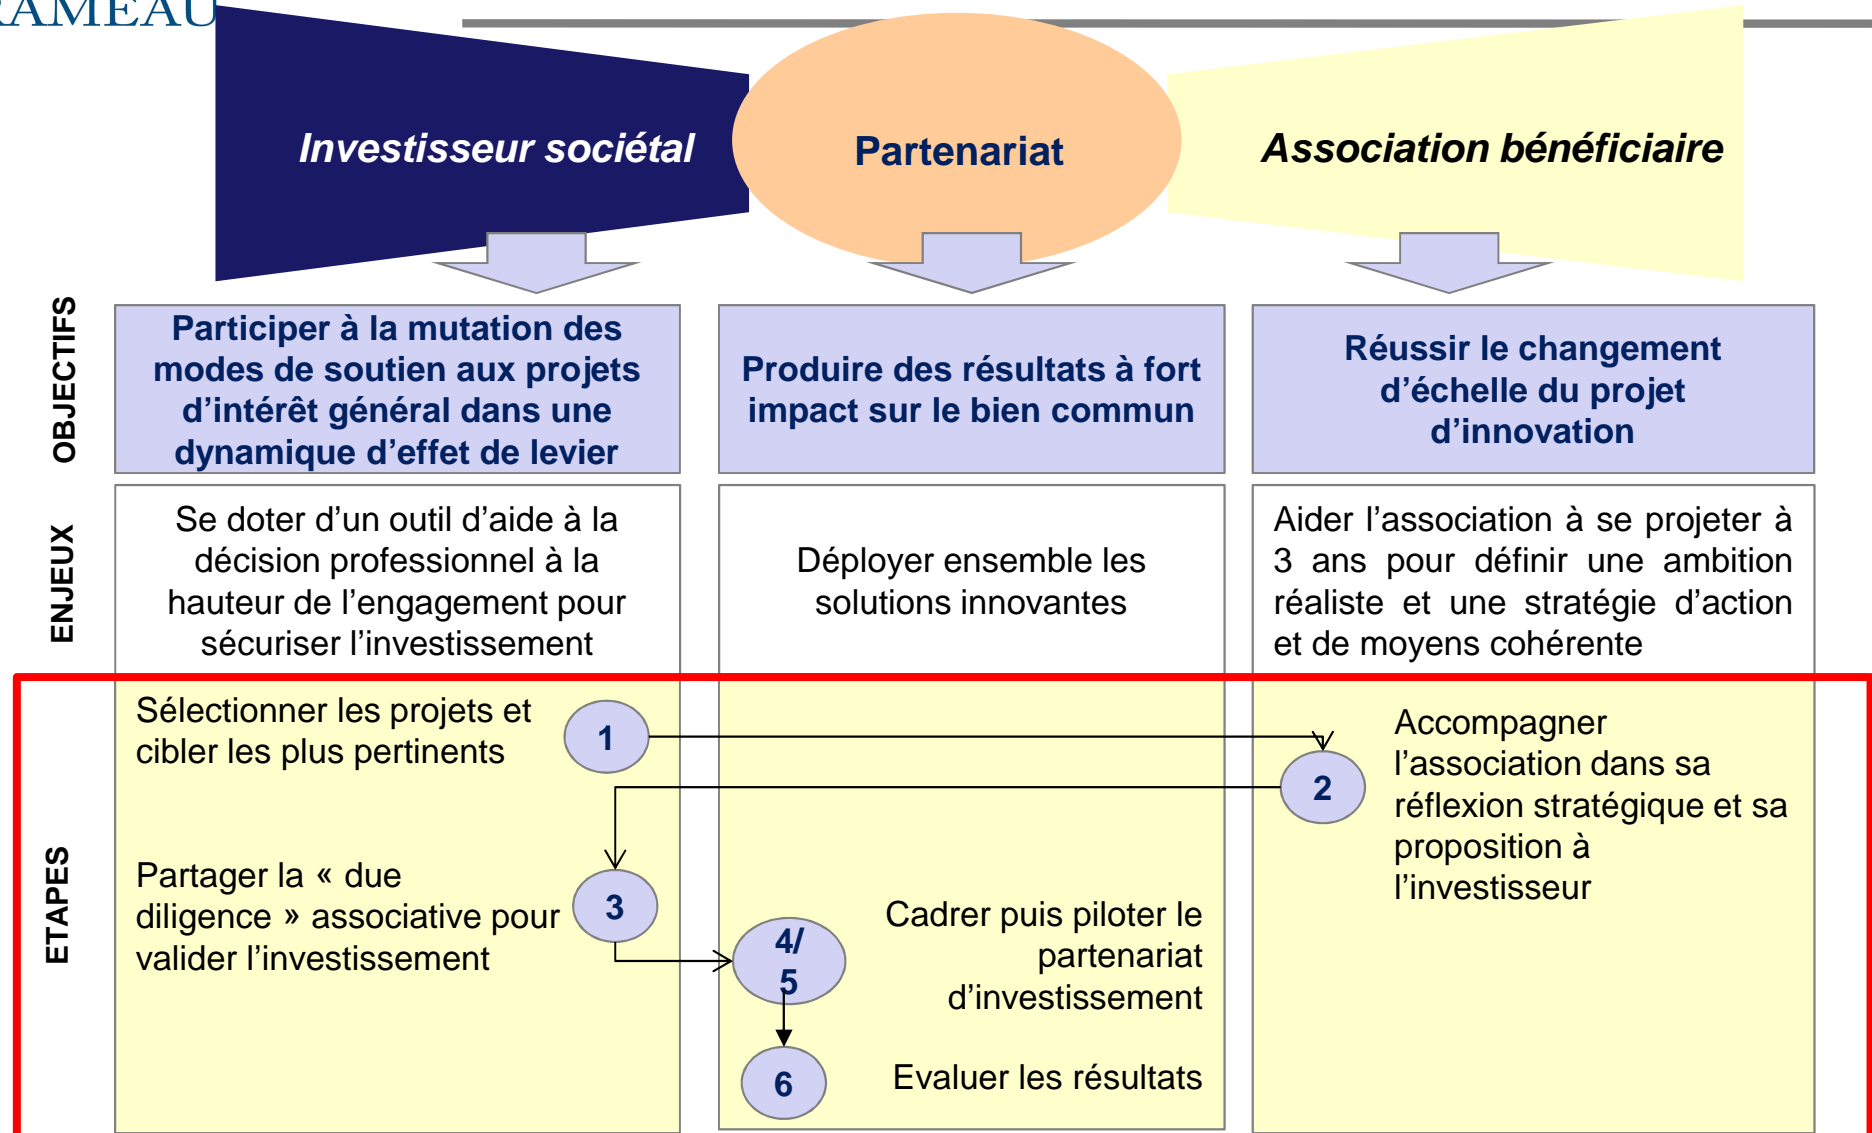 RAMEAU
Investisseur sociétal
Partenariat
Association bénéficiaire
OBJECTIFS
Participer à la mutation des
modes de soutien aux projets
d’intérêt général dans une
dynamique d’effet de levier
Produire des résultats à fort
impact sur le bien commun
Réussir le changement
d’échelle du projet
d’innovation
ENJEUX
Se doter d’un outil d’aide à la
décision professionnel à la
hauteur de l’engagement pour
sécuriser l’investissement
Déployer ensemble les
solutions innovantes
Aider l’association à se projeter à
3 ans pour définir une ambition
réaliste et une stratégie d’action
et de moyens cohérente
ETAPES
Sélectionner les projets et
cibler les plus pertinents
1
2
Accompagner
l’association dans sa
réflexion stratégique et sa
proposition à
l’investisseur
Partager la « due
diligence » associative pour
valider l’investissement
3
4/
5
Cadrer puis piloter le
partenariat
d’investissement
6
Evaluer les résultats